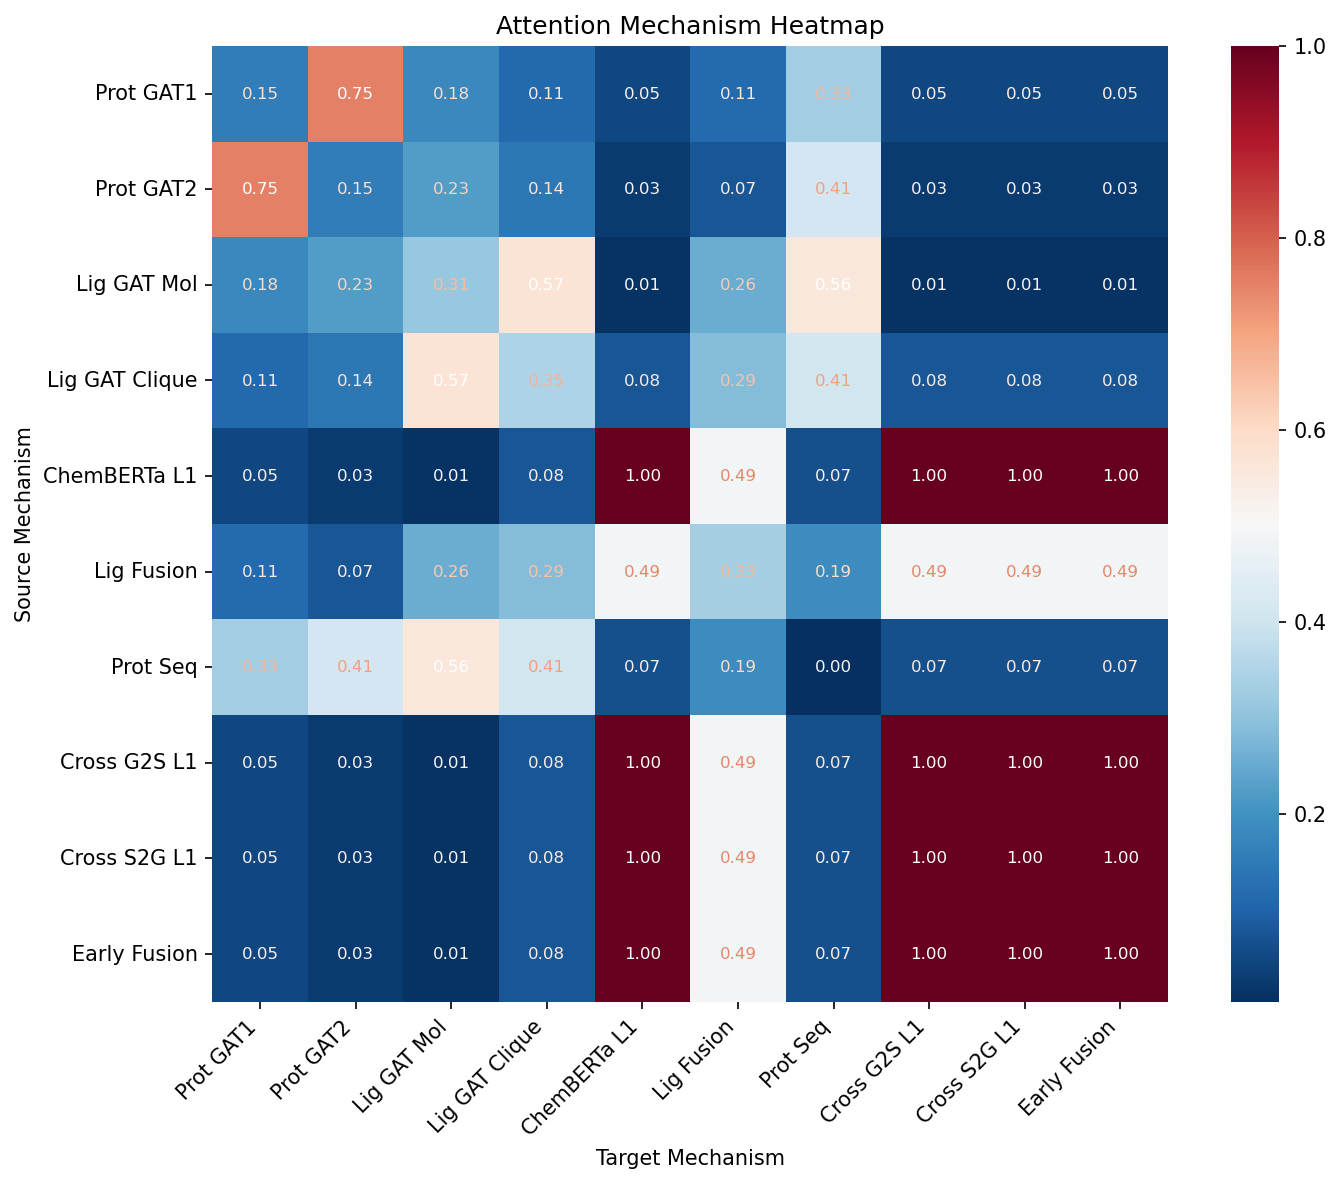 Attention Mechanism Heatmap
Source Mechanism
Prot GAT1 0.15 0.75 0.18 0.11 0.05 0.11 0.33 0.05 0.05 0.05
Prot GAT2 0.75 0.15 0.23 0.14 0.03 0.07 0.41 0.03 0.03 0.03
Lig GAT Mol 0.18 0.23 0.31 0.57 0.01 0.26 0.56 0.01 0.01 0.01
Lig GAT Clique 0.11 0.14 0.57 0.35 0.08 0.29 0.41 0.08 0.08 0.08
ChemBERTa L1 0.05 0.03 0.01 0.08 1.00 0.49 0.07 1.00 1.00 1.00
Lig Fusion 0.11 0.07 0.26 0.29 0.49 0.33 0.19 0.49 0.49 0.49
Prot Seq 0.33 0.41 0.56 0.41 0.07 0.19 0.00 0.07 0.07 0.07
Cross G2S L1 0.05 0.03 0.01 0.08 1.00 0.49 0.07 1.00 1.00 1.00
Cross S2G L1 0.05 0.03 0.01 0.08 1.00 0.49 0.07 1.00 1.00 1.00
Early Fusion 0.05 0.03 0.01 0.08 1.00 0.49 0.07 1.00 1.00 1.00
Prot GAT1
Prot GAT2
Lig GAT Mol
Lig GAT Clique
ChemBERTa L1
Lig Fusion
Prot Seq
Cross G2S L1
Cross S2G L1
Early Fusion
Target Mechanism
1.0
0.8
0.6
0.4
0.2